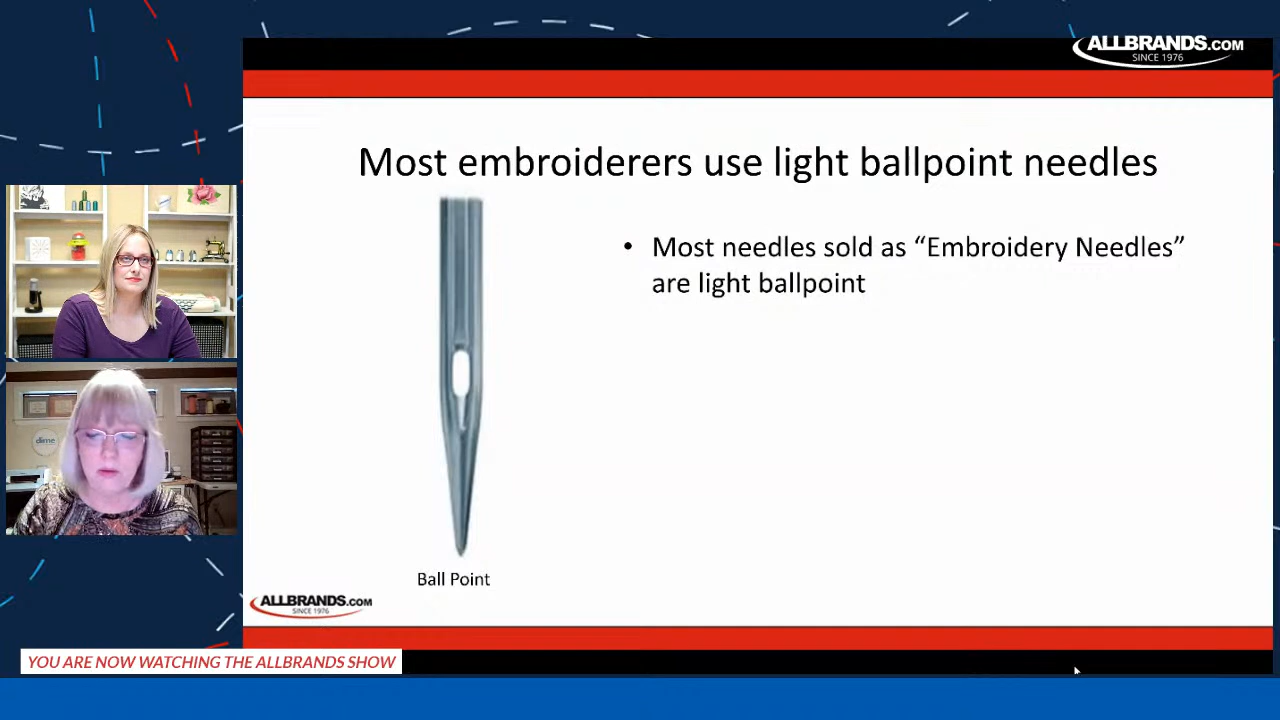 ALLBRANDS.COM
SINCE 1976
Most embroiderers use light ballpoint needles
• Most needles sold as “Embroidery Needles”
are light ballpoint
dime
Ball Point
ALLBRANDS.COM
SINCE 1976
YOU ARE NOW WATCHING THE ALLBRANDS SHOW